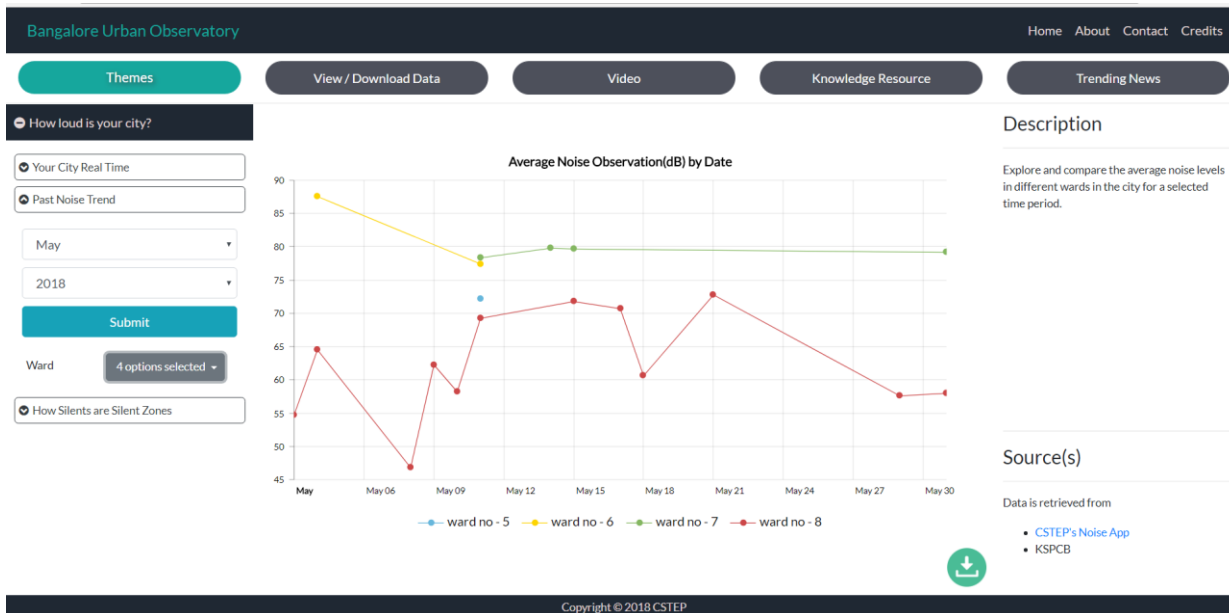 Bangalore Urban Observatory
Home About Contact Credits
Themes
View / Download Data
Video
Knowledge Resource
Trending News
How loud is your city?
Your City Real Time
Past Noise Trend
May
2018
Submit
Ward
4 options selected
How Silents are Silent Zones
Average Noise Observation(dB) by Date
90
85
80
75
70
65
60
55
50
45
May May 06 May 09 May 12 May 15 May 18 May 21 May 24 May 27 May 30
ward no - 5 ward no - 6 ward no - 7 ward no - 8
Description
Explore and compare the average noise levels
in different wards in the city for a selected
time period.
Source(s)
Data is retrieved from
CSTEP's Noise App
KSPCB
Copyright © 2018 CSTEP